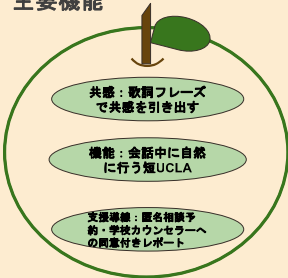 主要機能
共感：歌詞フレーズ
で共感を引き出す
機能：会話中に自然
に行う短UCLA
支援導線：匿名相談予
約・学校カウンセラーへ
の同意付きレポート